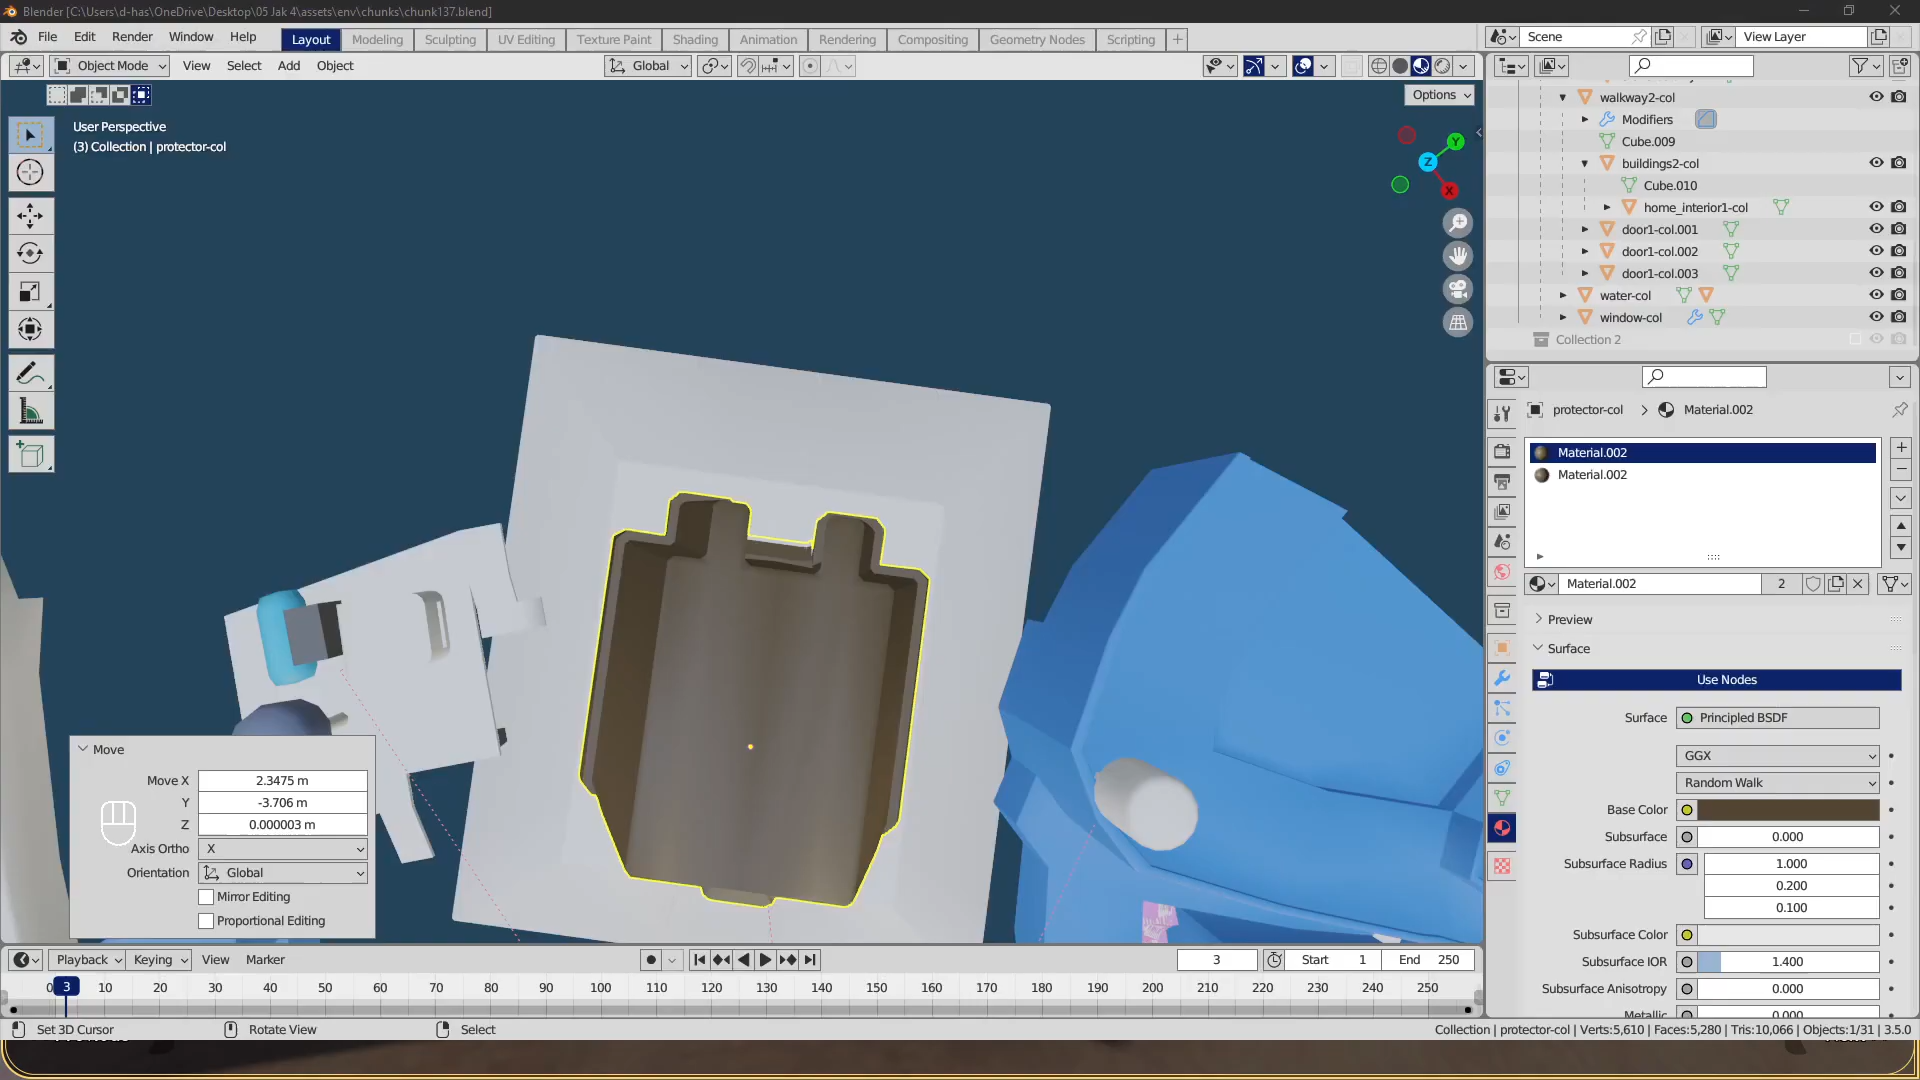 Blender [C:\Users\d-has\OneDrive\Desktop\05 Jak 4\assets\env\chunks\chunk137.blend]
File Edit Render Window Help Layout Modeling Sculpting UV Editing Texture Paint Shading Animation Rendering Compositing Geometry Nodes Scripting Scene View Layer
Object Mode View Select Add Object Global
Options
User Perspective
(3) Collection | protector-col
Y
Z
X
walkway2-col
Modifiers
Cube.009
buildings2-col
Cube.010
home_interior1-col
door1-col.001
door1-col.002
door1-col.003
water-col
window-col
Collection 2
protector-col > Material.002
Material.002
Material.002
Material.002 2
Preview
Surface
Use Nodes
Surface Principled BSDF
GGX
Random Walk
Base Color
Subsurface 0.000
Subsurface Radius 1.000
0.200
0.100
Subsurface Color
Subsurface IOR 1.400
Subsurface Anisotropy 0.000
Metallic 0.000
Move
Move X 2.3475 m
Y -3.706 m
Z 0.000003 m
Axis Ortho X
Orientation Global
Mirror Editing
Proportional Editing
Playback Keying View Marker 3 Start 1 End 250
0 3 10 20 30 40 50 60 70 80 90 100 110 120 130 140 150 160 170 180 190 200 210 220 230 240 250
Set 3D Cursor Rotate View Select Collection | protector-col | Verts:5,610 | Faces:5,280 | Tris:10,066 | Objects:1/31 | 3.5.0